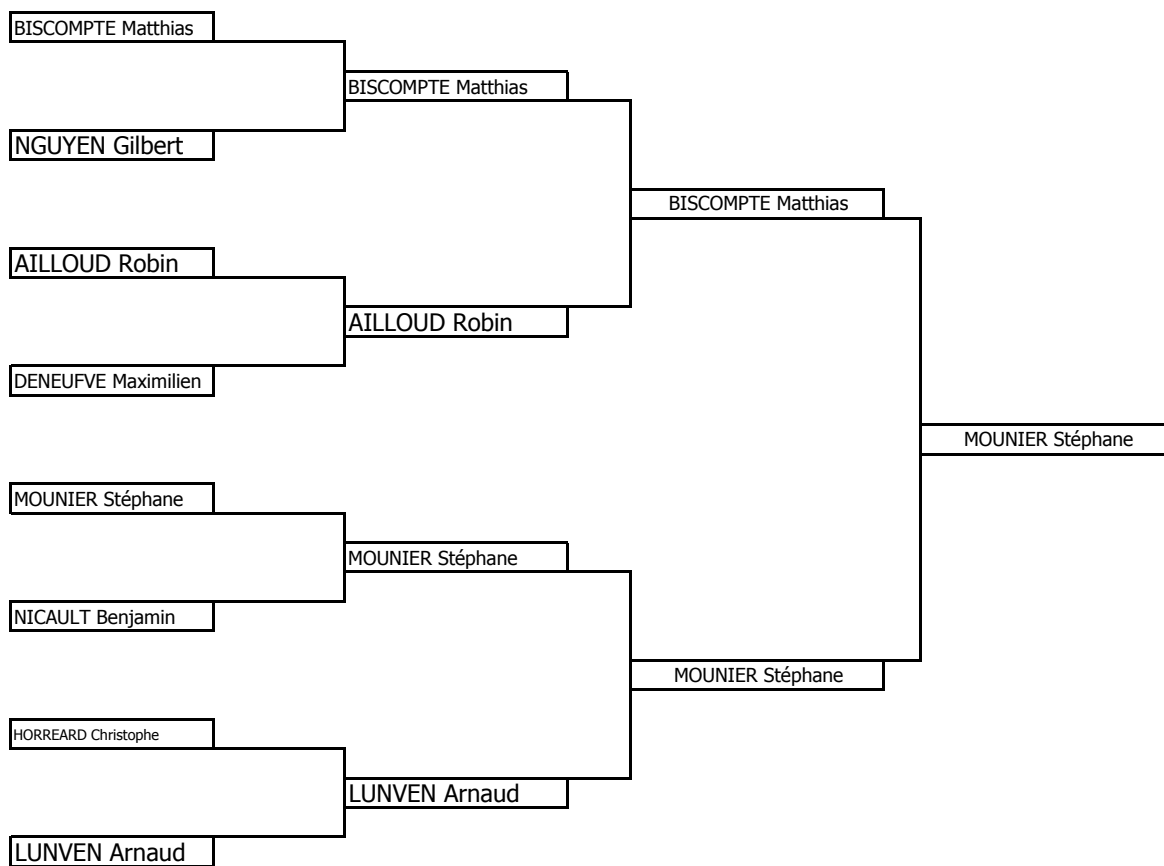 BISCOMPTE Matthias
BISCOMPTE Matthias
NGUYEN Gilbert
BISCOMPTE Matthias
AILLOUD Robin
AILLOUD Robin
DENEUFVE Maximilien
MOUNIER Stéphane
MOUNIER Stéphane
MOUNIER Stéphane
NICAULT Benjamin
MOUNIER Stéphane
HORREARD Christophe
LUNVEN Arnaud
LUNVEN Arnaud